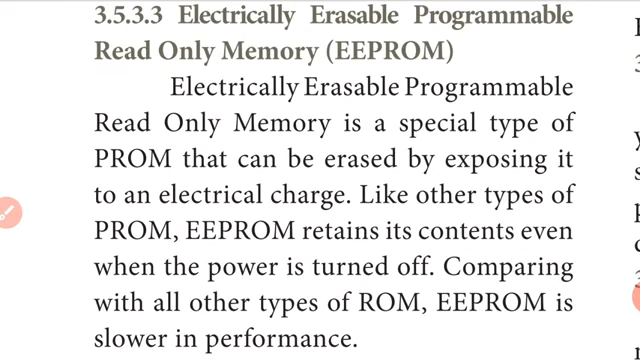 3.5.3.3 Electrically Erasable Programmable
Read Only Memory (EEPROM)
Electrically Erasable Programmable
Read Only Memory is a special type of
PROM that can be erased by exposing it
to an electrical charge. Like other types of
PROM, EEPROM retains its contents even
when the power is turned off. Comparing
with all other types of ROM, EEPROM is
slower in performance.